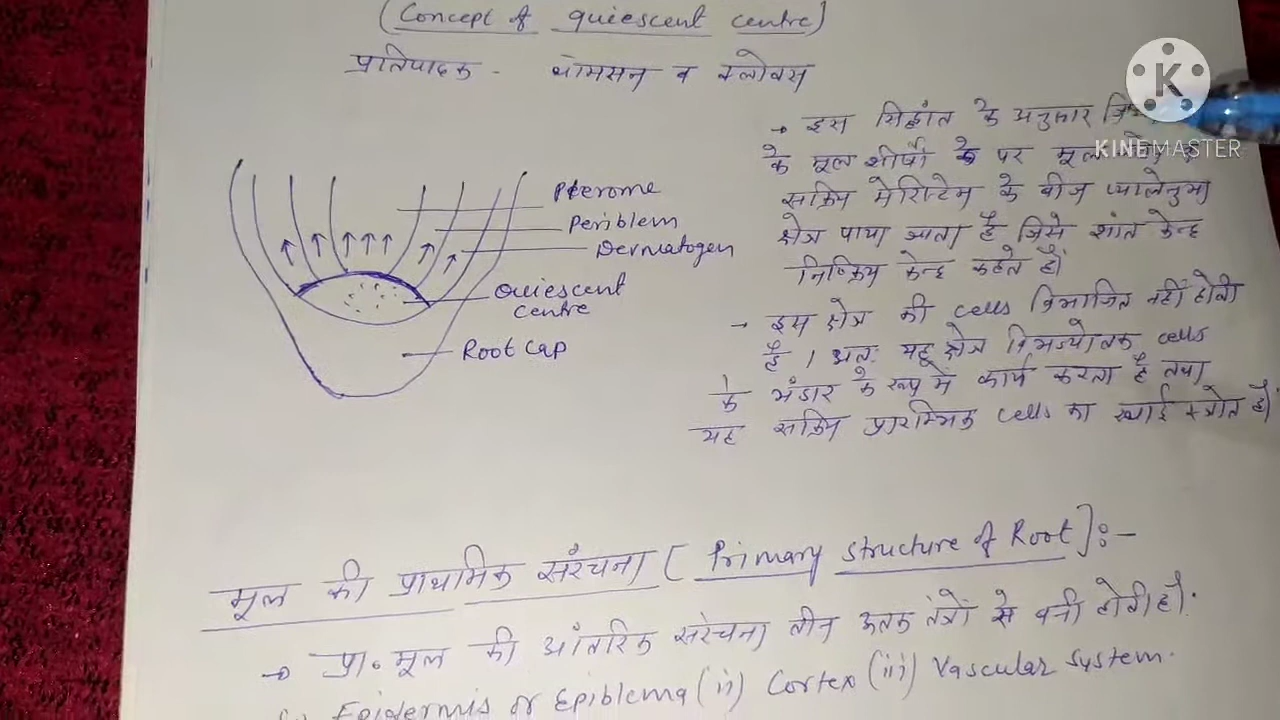 (Concept of quiescent centre)
प्रतिपादक - थॉमसन व क्लोवस
→ इस सिद्धांत के अनुसार
के मूल शीर्षों के पर मूल
सक्रिय मेरिस्टेम के बीज प्यालेनुमा
क्षेत्र पाया जाता है जिसे शांत केन्द्र
निष्क्रिय केन्द्र कहते है।
→ इस क्षेत्र की cells विभाजित नहीं होती
है। अतः यह क्षेत्र विभज्योतक cells
के भंडार के रूप में कार्य करता है तथा
यह सक्रिय प्रारम्भिक cells का स्थाई स्त्रोत है।
Plerome
Periblem
Dermatogen
Quiescent
centre
Root cap
मूल की प्राथमिक संरचना [Primary structure of Root]:-
→ प्रा. मूल की आंतरिक संरचना तीन ऊतक तंत्रों से बनी होती है।
(i) Epidermis or Epiblema (ii) Cortex (iii) Vascular system.
K
KINEMASTER